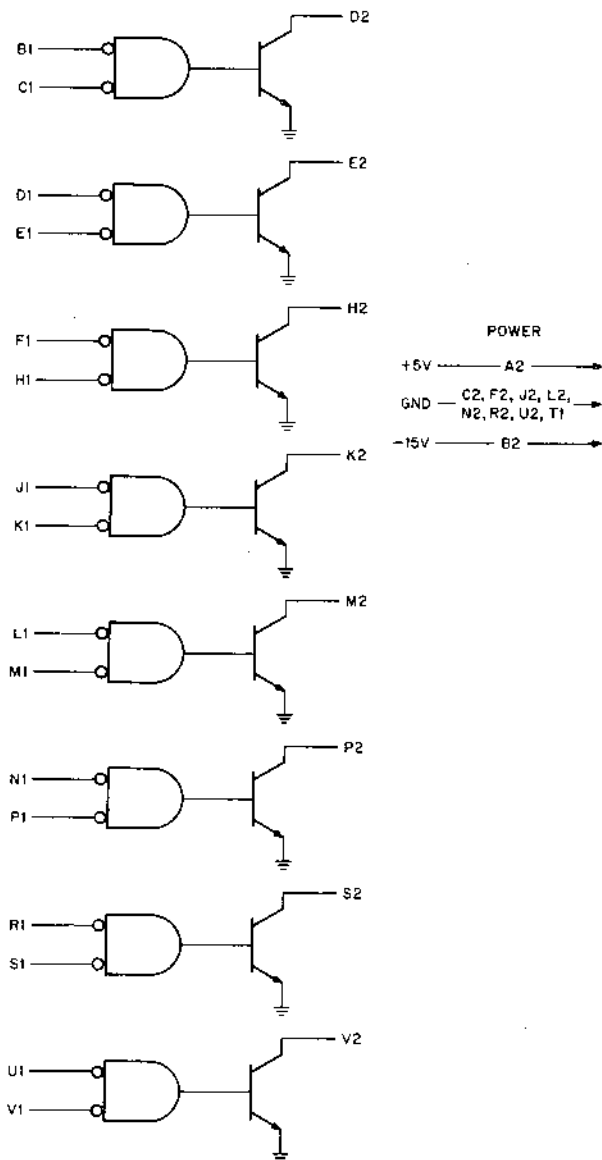 D2
B1
C1
E2
D1
E1
H2
F1
H1
POWER
+5V A2
GND C2, F2, J2, L2,
N2, R2, U2, T1
-15V B2
K2
J1
K1
M2
L1
M1
P2
N1
P1
S2
R1
S1
V2
U1
V1